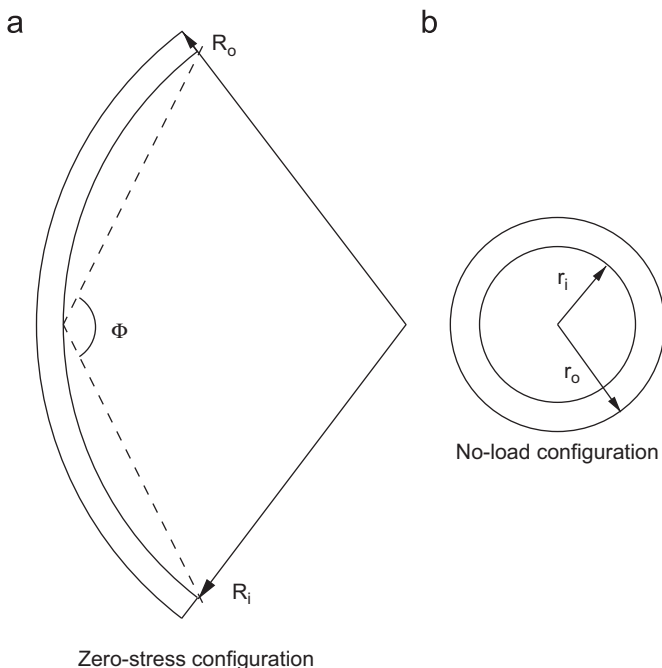 a
b
Rₒ
rᵢ
Φ
rₒ
No-load configuration
Rᵢ
Zero-stress configuration